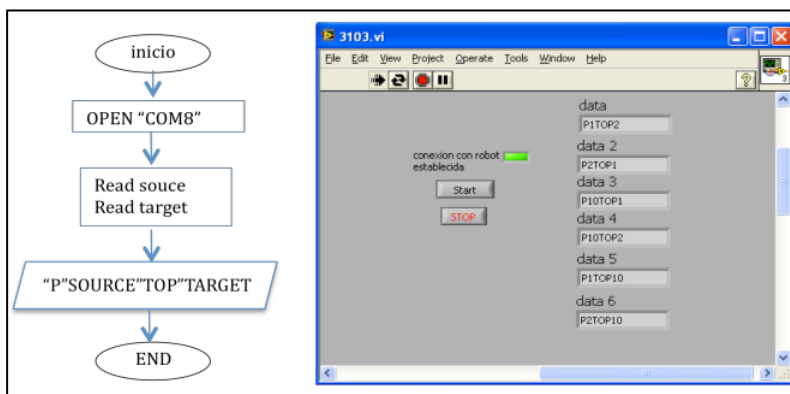 inicio
OPEN “COM8”
Read souce
Read target
“P”SOURCE”TOP”TARGET
END
3103.vi
File Edit View Project Operate Tools Window Help
3
conexion con robot
establecida
Start
STOP
data
P1TOP2
data 2
P2TOP1
data 3
P10TOP1
data 4
P10TOP2
data 5
P1TOP10
data 6
P2TOP10